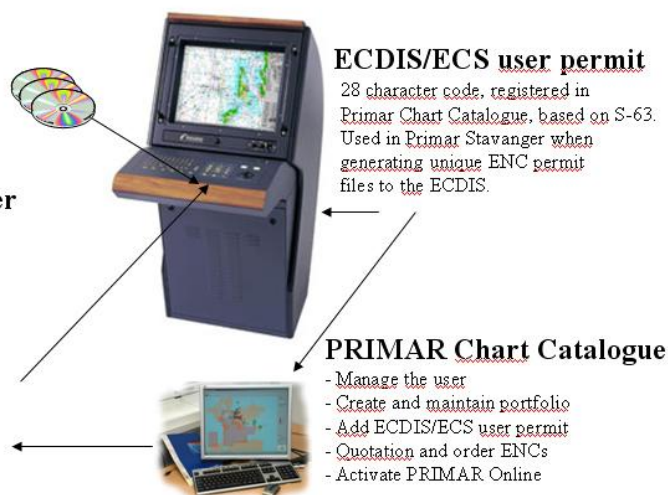 ECDIS/ECS user permit
28 character code, registered in
Primar Chart Catalogue, based on S-63.
Used in Primar Stavanger when
generating unique ENC permit
files to the ECDIS.
er
PRIMAR Chart Catalogue
- Manage the user
- Create and maintain portfolio
- Add ECDIS/ECS user permit
- Quotation and order ENCs
- Activate PRIMAR Online